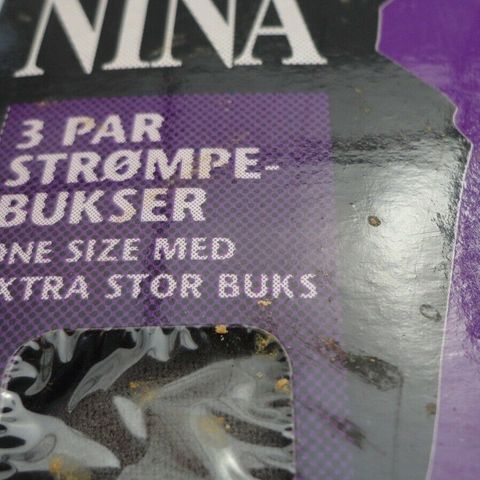 NINA
3 PAR
STRØMPE-
BUKSER
ONE SIZE MED
XTRA STOR BUKS